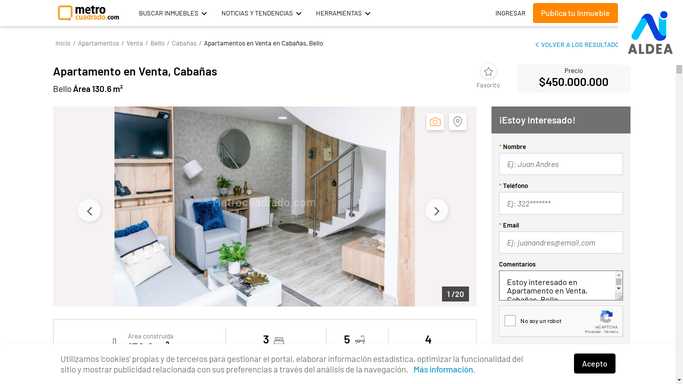 metro
cuadrado.com
BUSCAR INMUEBLES
NOTICIAS Y TENDENCIAS
HERRAMIENTAS
INGRESAR
Publica tu Inmueble
ALDEA
Inicio / Apartamentos / Venta / Bello / Cabañas / Apartamentos en Venta en Cabañas, Bello
VOLVER A LOS RESULTADO
Apartamento en Venta, Cabañas
Bello Área 130.6 m²
Favorito
Precio
$450.000.000
¡Estoy Interesado!
* Nombre
Ej: Juan Andres
* Teléfono
Ej: 322*******
* Email
Ej: juanandres@email.com
Comentarios
Estoy interesado en
Apartamento en Venta,
Cabañas, Bello
metrocuadrado.com
1 / 20
No soy un robot
reCAPTCHA
Privacidad - Términos
Área construida
3
5
4
Utilizamos 'cookies' propias y de terceros para gestionar el portal, elaborar información estadística, optimizar la funcionalidad del
sitio y mostrar publicidad relacionada con sus preferencias a través del análisis de la navegación. Más información.
Acepto